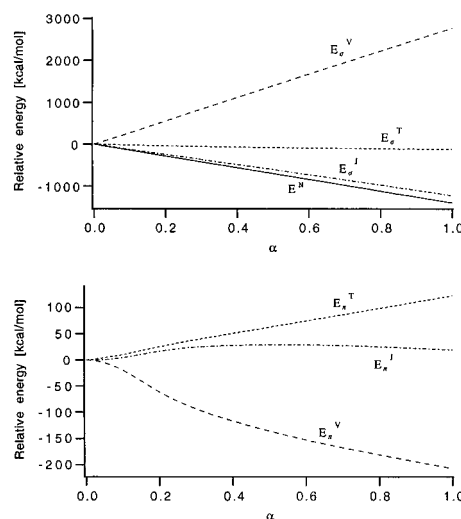 3000
2000
1000
0
-1000
Relative energy [kcal/mol]
E_σ^V
E_σ^T
E_σ^J
E^N
0.0 0.2 0.4 0.6 0.8 1.0
α
100
50
0
-50
-100
-150
-200
Relative energy [kcal/mol]
E_π^T
E_π^J
E_π^V
0.0 0.2 0.4 0.6 0.8 1.0
α